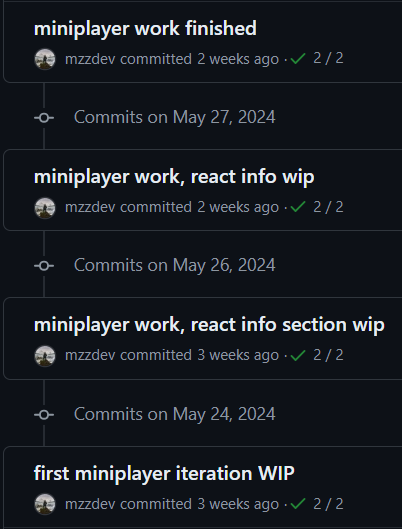 miniplayer work finished
mzzdev committed 2 weeks ago · 2 / 2
Commits on May 27, 2024
miniplayer work, react info wip
mzzdev committed 2 weeks ago · 2 / 2
Commits on May 26, 2024
miniplayer work, react info section wip
mzzdev committed 3 weeks ago · 2 / 2
Commits on May 24, 2024
first miniplayer iteration WIP
mzzdev committed 3 weeks ago · 2 / 2